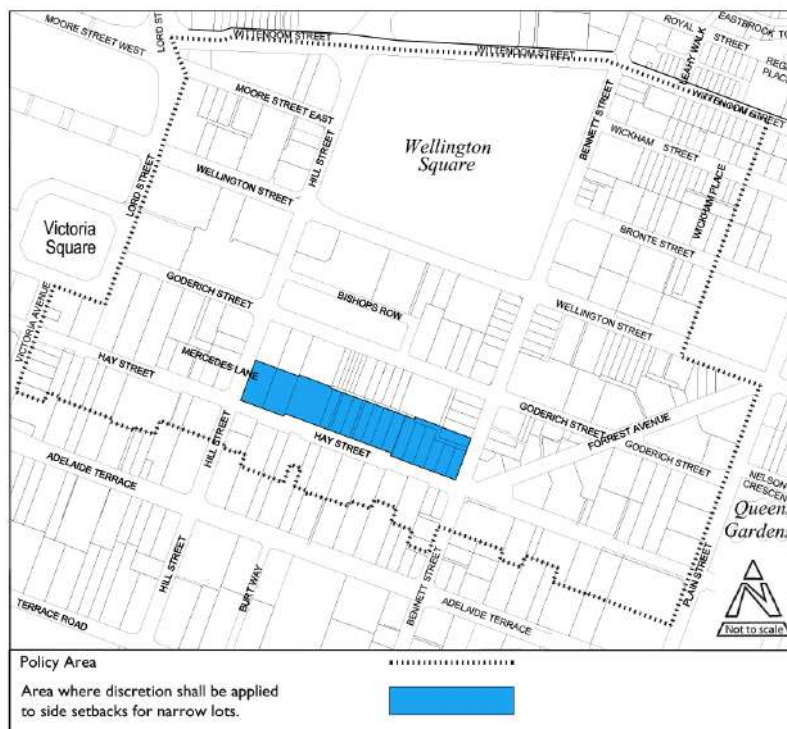 LORD ST
MOORE STREET WEST
WITTENOOM STREET
WITTENOOM STREET
ROYAL STREET
LEAHY WALK
EASTBROOK
PLACE
WITTENOOM STREET
MOORE STREET EAST
HILL STREET
Wellington
Square
BENNETT STREET
WICKHAM STREET
WICKHAM PLACE
WELLINGTON STREET
LORD STREET
Victoria
Square
BRONTE STREET
GODERICH STREET
BISHOPS ROW
WELLINGTON STREET
VICTORIA AVENUE
HAY STREET
MERCEDES LANE
GODERICH STREET
FORREST AVENUE
GODERICH STREET
HILL STREET
HAY STREET
ADELAIDE TERRACE
NELSON
CRESCEN
Queen
Gardens
PLAIN STREET
HILL STREET
BURT WAY
BENNETT STREET
ADELAIDE TERRACE
TERRACE ROAD
N
Not to scale
Policy Area
Area where discretion shall be applied
to side setbacks for narrow lots.